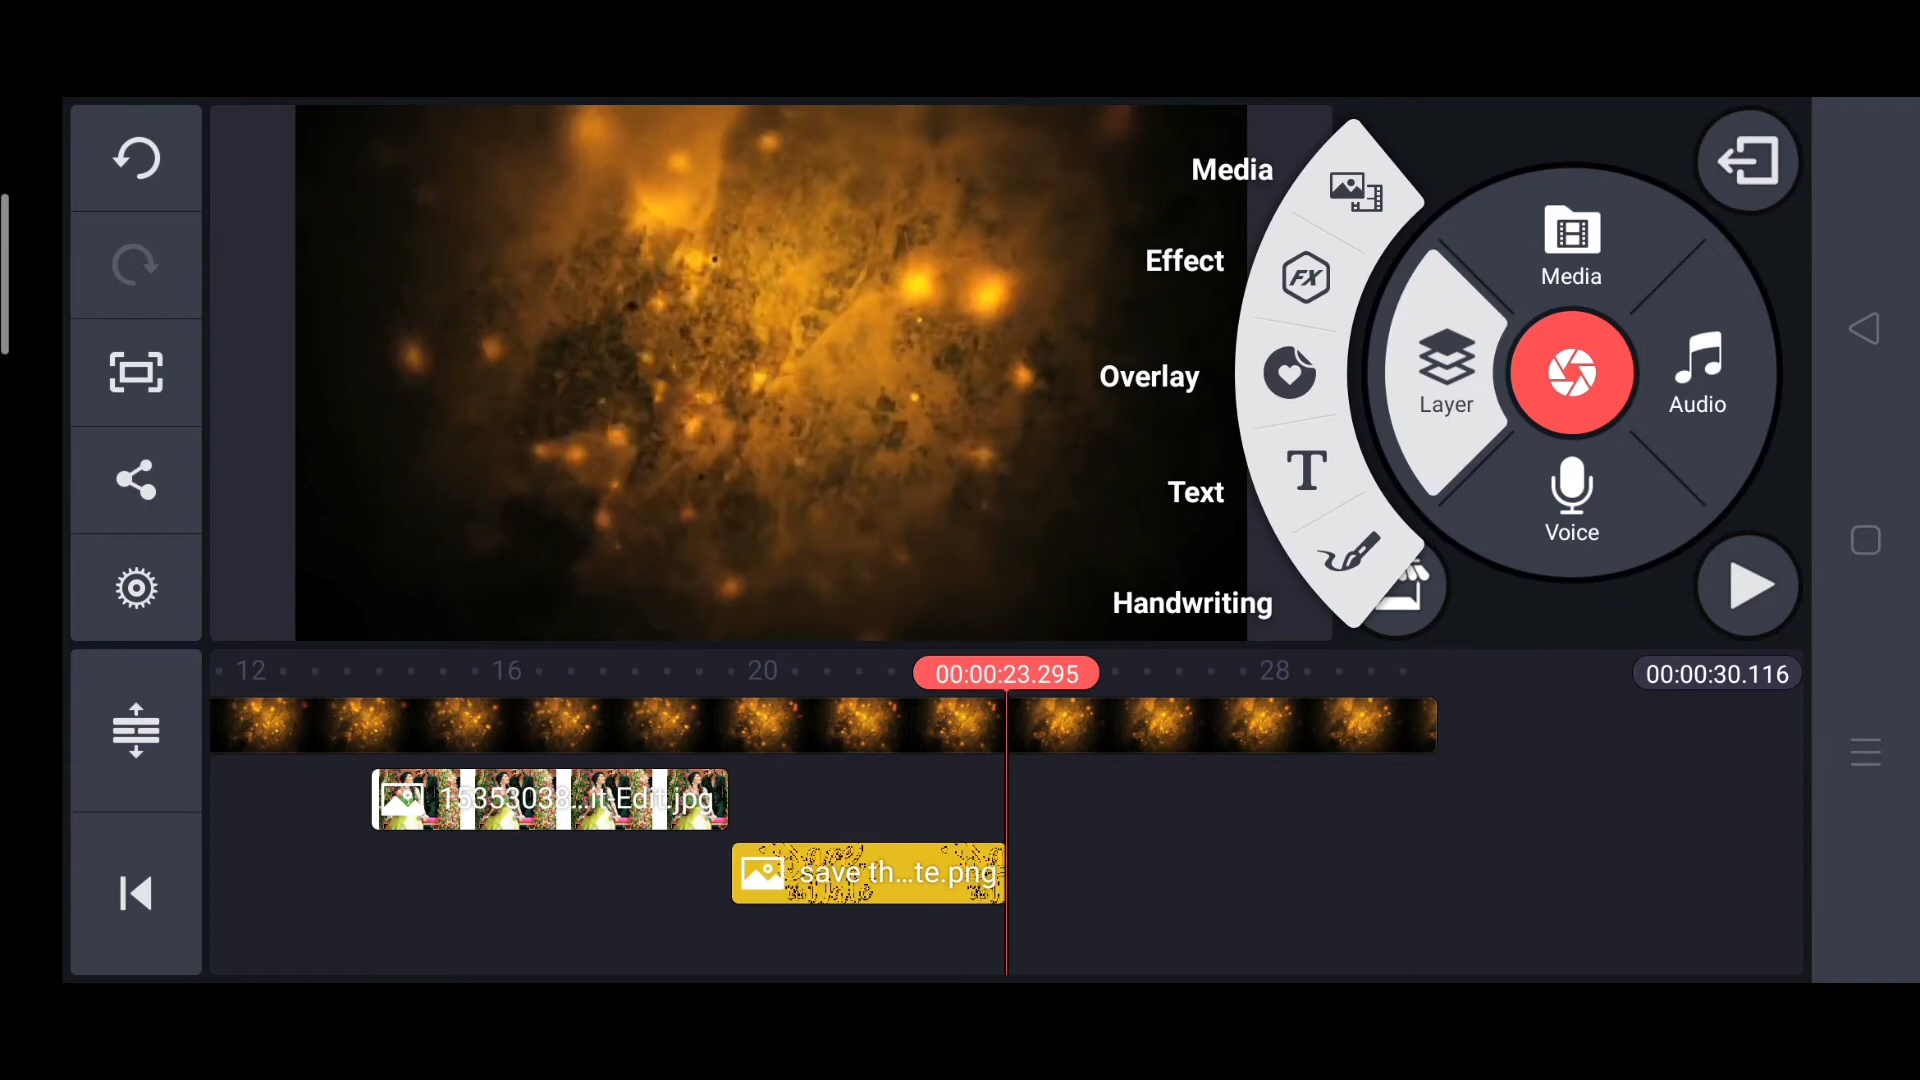 Media
Effect
Overlay
Text
Handwriting
Media
Layer
Audio
Voice
12
16
20
00:00:23.295
28
00:00:30.116
15353038...it-Edit.jpg
save th...te.png